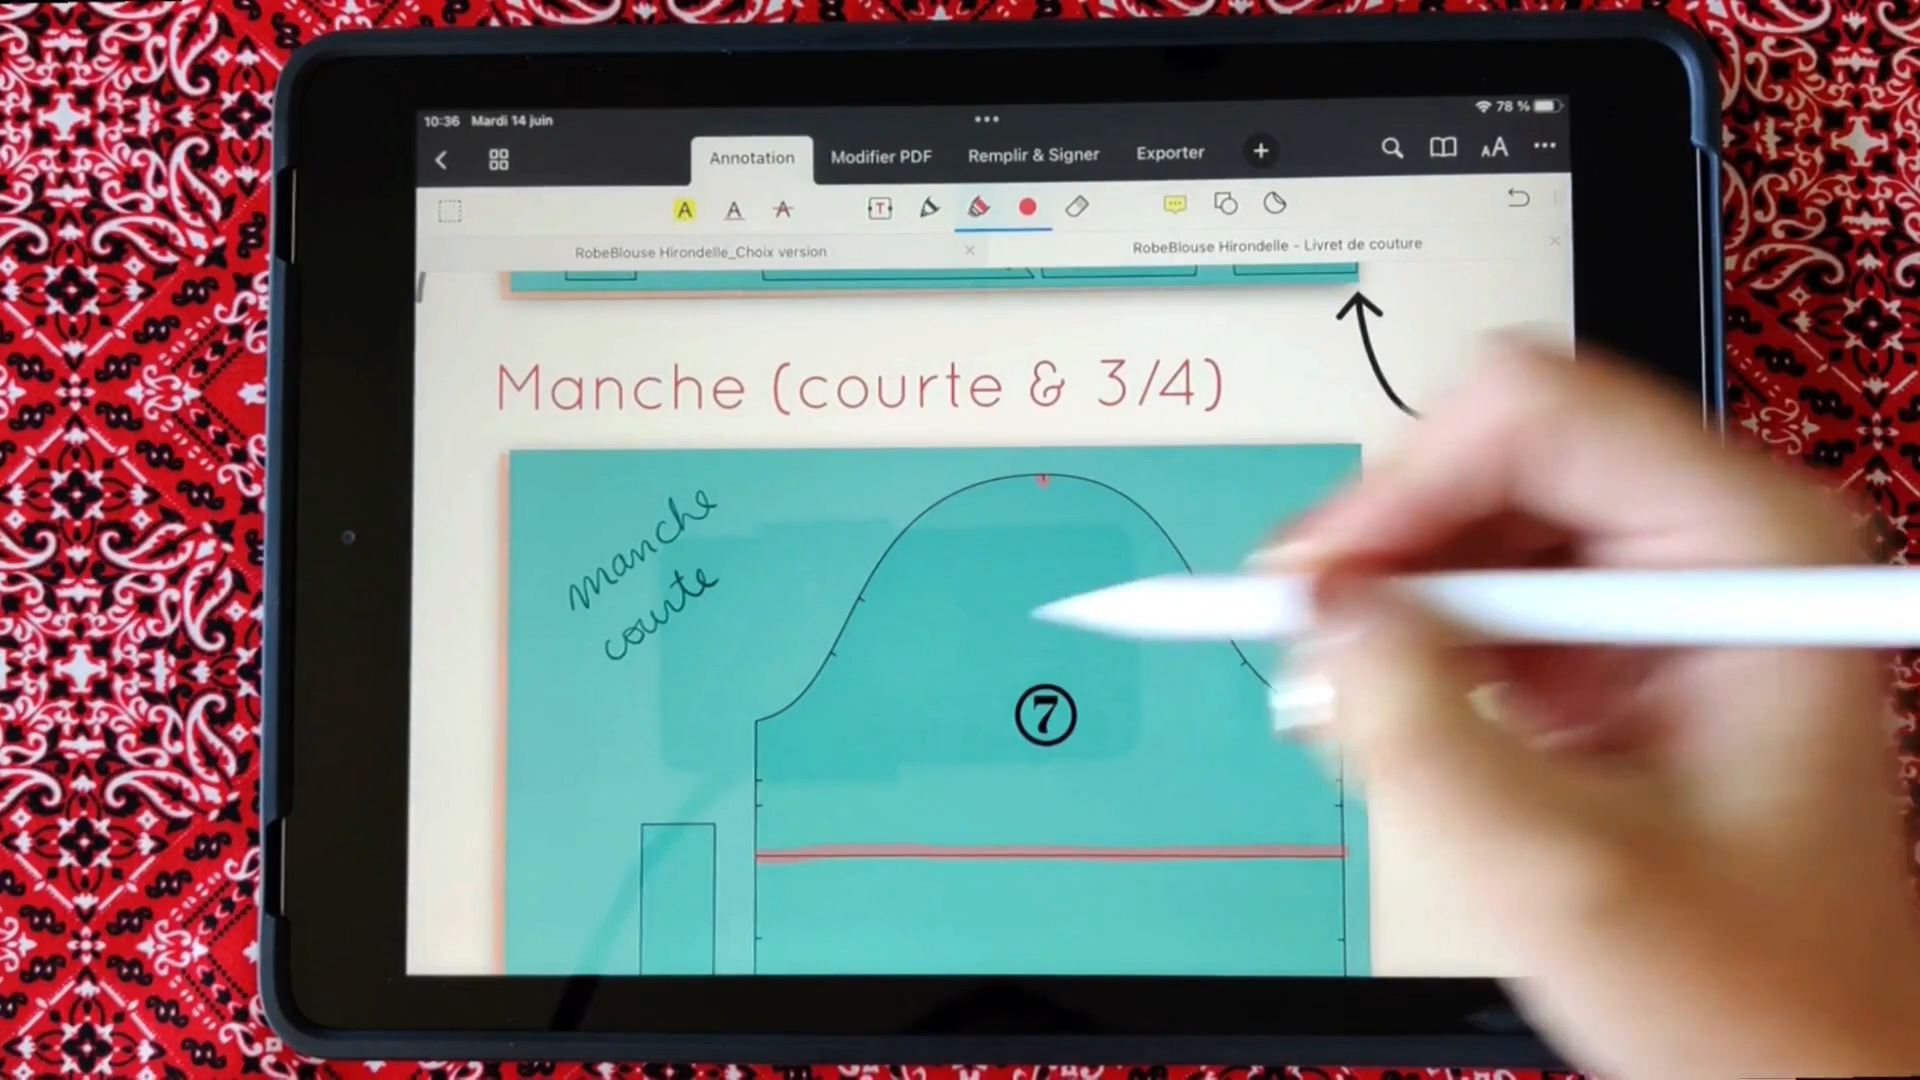 10:36 Mardi 14 juin
78 %
Annotation
Modifier PDF
Remplir & Signer
Exporter
+
AA
A
A
A
T
RobeBlouse Hirondelle_Choix version
RobeBlouse Hirondelle - Livret de couture
Manche (courte & 3/4)
manche
courte
7